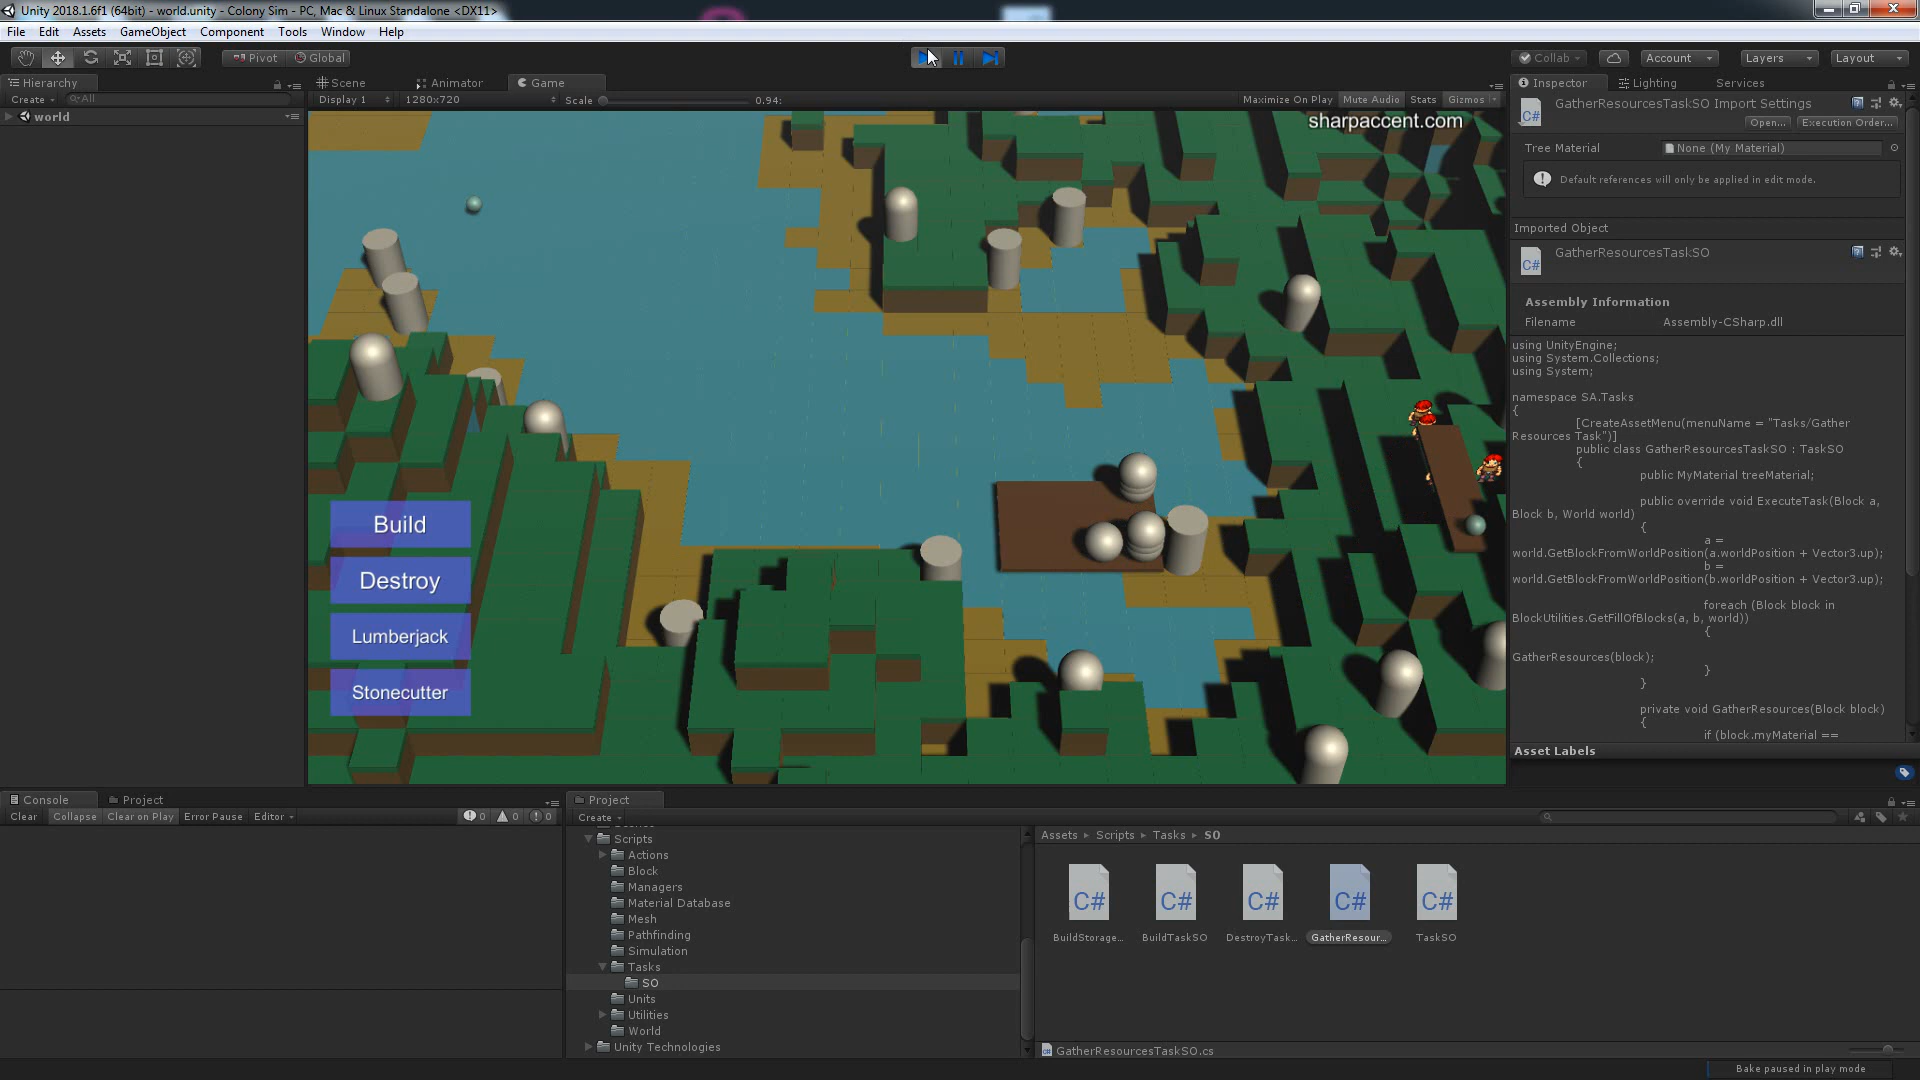 Unity 2018.1.6f1 (64bit) - world.unity - Colony Sim - PC, Mac & Linux Standalone <DX11>
File Edit Assets GameObject Component Tools Window Help
Pivot Global Collab Account Layers Layout
Hierarchy Scene Animator Game Inspector Lighting Services
Create All Display 1 1280x720 Scale 0.94: Maximize On Play Mute Audio Stats Gizmos
world
sharpaccent.com
Build
Destroy
Lumberjack
Stonecutter
GatherResourcesTaskSO Import Settings
Open... Execution Order...
Tree Material None (My Material)
Default references will only be applied in edit mode.
Imported Object
C# GatherResourcesTaskSO
Assembly Information
Filename Assembly-CSharp.dll
using UnityEngine;
using System.Collections;
using System;
namespace SA.Tasks
{
[CreateAssetMenu(menuName = "Tasks/Gather
Resources Task")]
public class GatherResourcesTaskSO : TaskSO
{
public MyMaterial treeMaterial;
public override void ExecuteTask(Block a,
Block b, World world)
{
a =
world.GetBlockFromWorldPosition(a.worldPosition + Vector3.up);
b =
world.GetBlockFromWorldPosition(b.worldPosition + Vector3.up);
foreach (Block block in
BlockUtilities.GetFillOfBlocks(a, b, world))
{
GatherResources(block);
}
}
private void GatherResources(Block block)
{
if (block.myMaterial ==
Asset Labels
Console Project
Clear Collapse Clear on Play Error Pause Editor 0 0 0
Project
Create
Scripts
Actions
Block
Managers
Material Database
Mesh
Pathfinding
Simulation
Tasks
SO
Units
Utilities
World
Unity Technologies
Assets Scripts Tasks SO
C# C# C# C# C#
BuildStorage... BuildTaskSO DestroyTask... GatherResour... TaskSO
GatherResourcesTaskSO.cs
Bake paused in play mode